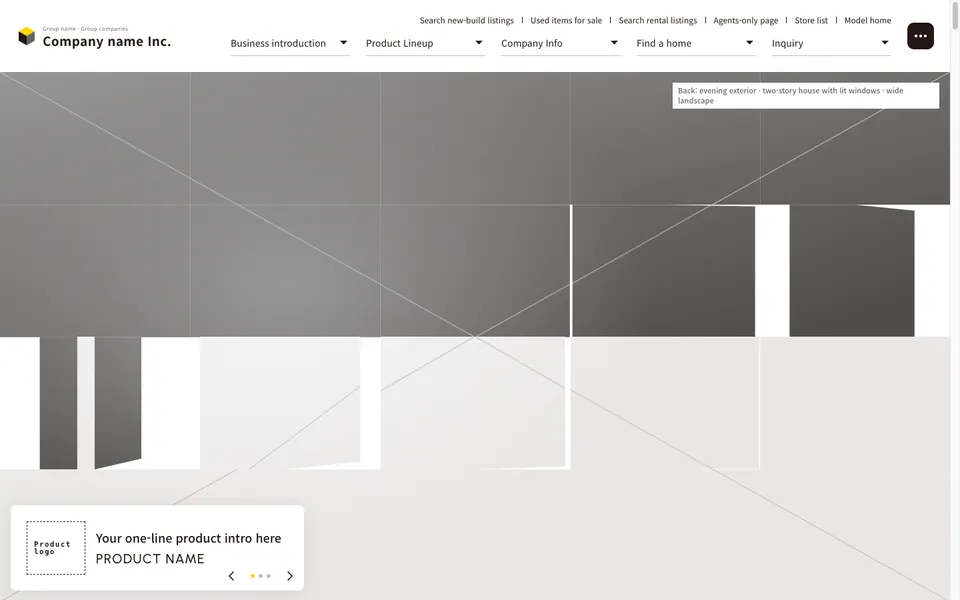 Group name · Group companies
Company name Inc.
Search new-build listings
Used items for sale
Search rental listings
Agents-only page
Store list
Model home
Business introduction
Product Lineup
Company Info
Find a home
Inquiry
Back: evening exterior · two-story house with lit windows · wide
landscape
Product
logo
Your one-line product intro here
PRODUCT NAME